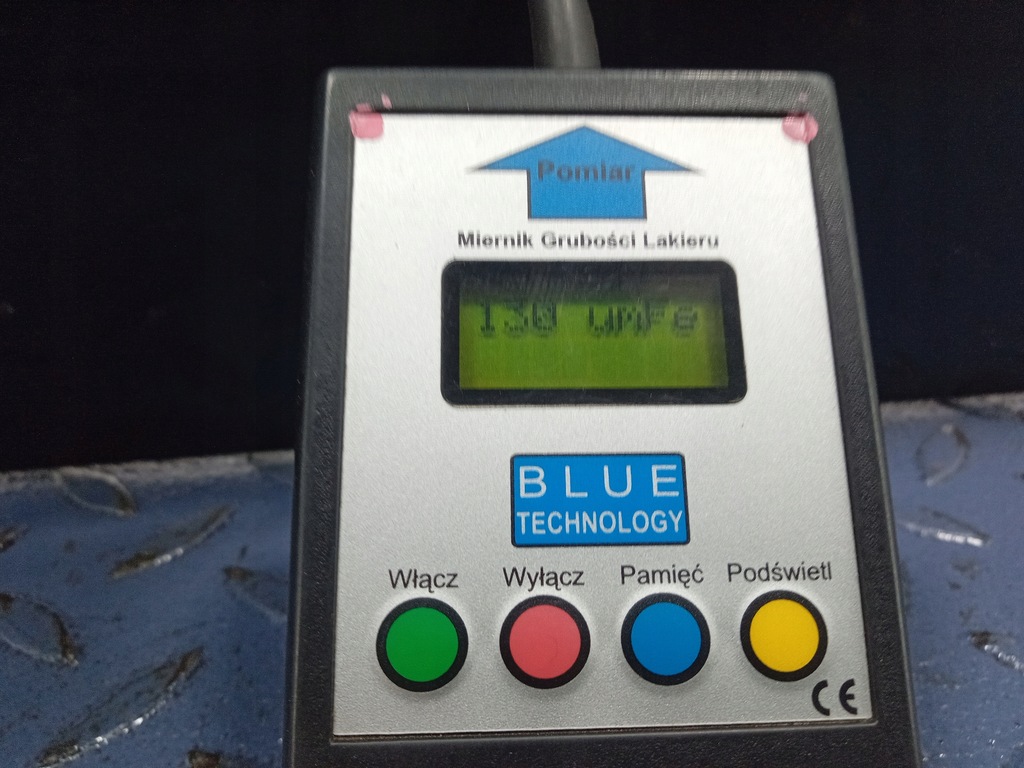 Pomiar
Miernik Grubości Lakieru
130 umFe
BLUE
TECHNOLOGY
Włącz Wyłącz Pamięć Podświetl
CE